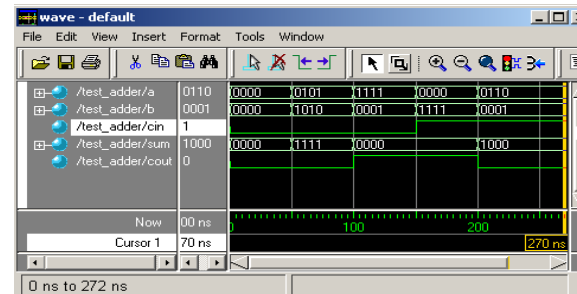 wave - default
File Edit View Insert Format Tools Window
/test_adder/a 0110 0000 0101 1111 0000 0110
/test_adder/b 0001 0000 1010 0001 1111 0001
/test_adder/cin 1
/test_adder/sum 1000 0000 1111 0000 1000
/test_adder/cout 0
Now 00 ns 100 200
Cursor 1 70 ns 270 ns
0 ns to 272 ns